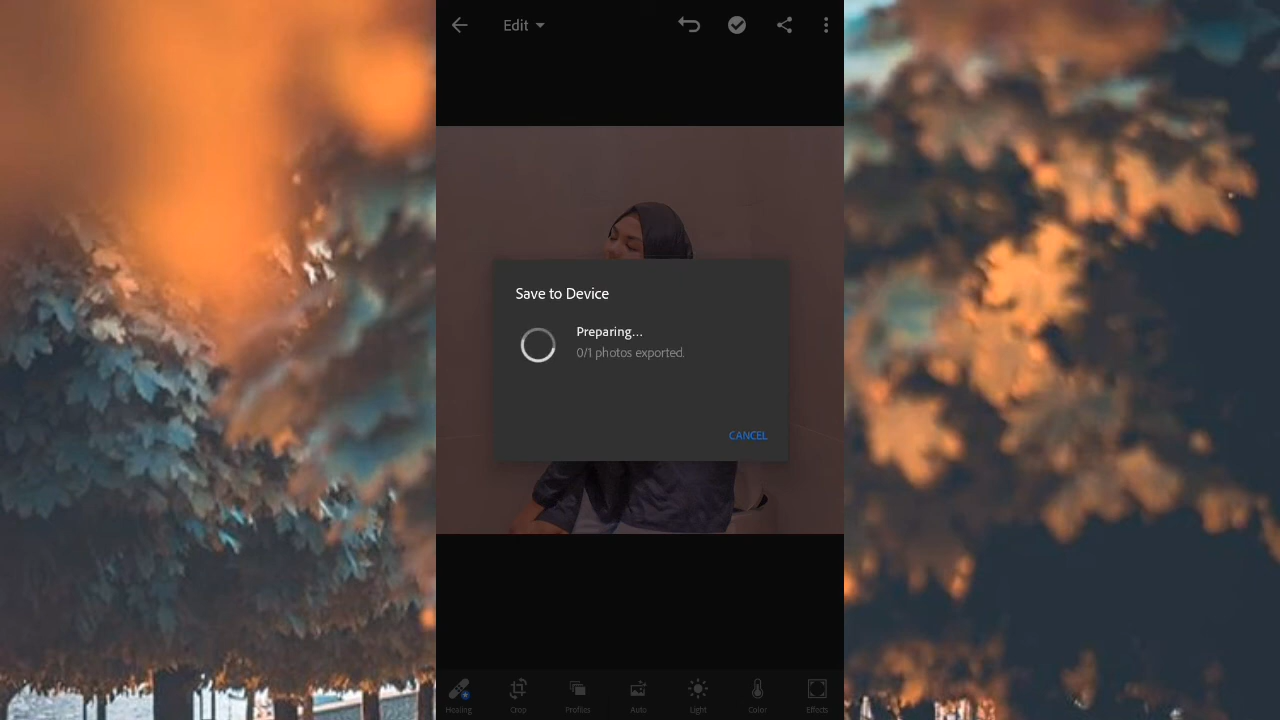 Edit
Save to Device
Preparing...
0/1 photos exported.
CANCEL
Healing
Crop
Profiles
Auto
Light
Color
Effects